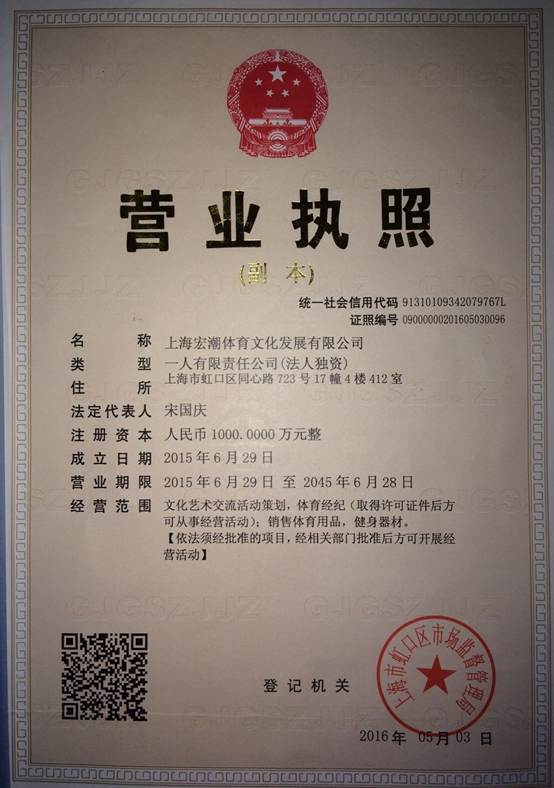 营业执照
(副 本)
统一社会信用代码 91310109342079767L
证照编号 09000000201605030096
名称 上海宏潮体育文化发展有限公司
类型 一人有限责任公司(法人独资)
住所 上海市虹口区同心路723号17幢4楼412室
法定代表人 宋国庆
注册资本 人民币1000.0000万元整
成立日期 2015年6月29日
营业期限 2015年6月29日 至 2045年6月28日
经营范围 文化艺术交流活动策划，体育经纪（取得许可证件后方
可从事经营活动）；销售体育用品，健身器材。
【依法须经批准的项目，经相关部门批准后方可开展经
营活动】
登记机关
上海市虹口区市场监督管理局
2016年 05月03日
GJGSZJJZ